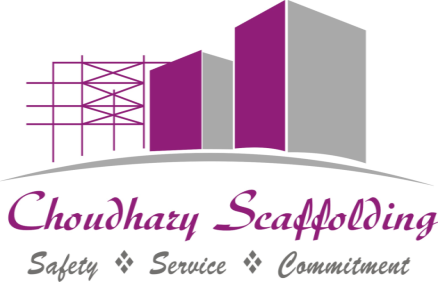 Choudhary Scaffolding
Safety ❖ Service ❖ Commitment